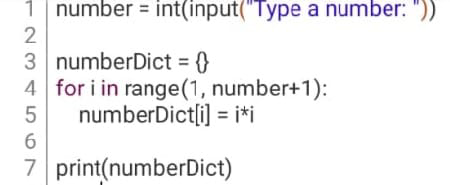 1 number = int(input("Type a number: "))
2
3 numberDict = {}
4 for i in range(1, number+1):
5     numberDict[i] = i*i
6
7 print(numberDict)